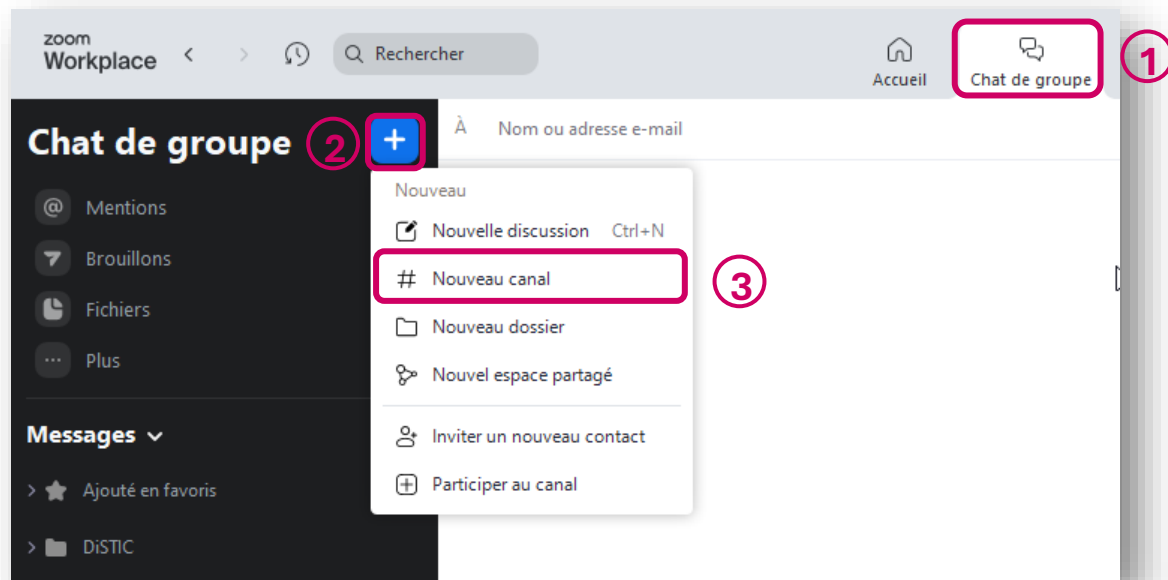 zoom
Workplace
Rechercher
Accueil
Chat de groupe
1
Chat de groupe
2
+
À Nom ou adresse e-mail
@ Mentions
Brouillons
Fichiers
Plus
Messages
Ajouté en favoris
DiSTIC
Nouveau
Nouvelle discussion Ctrl+N
# Nouveau canal
3
Nouveau dossier
Nouvel espace partagé
Inviter un nouveau contact
Participer au canal